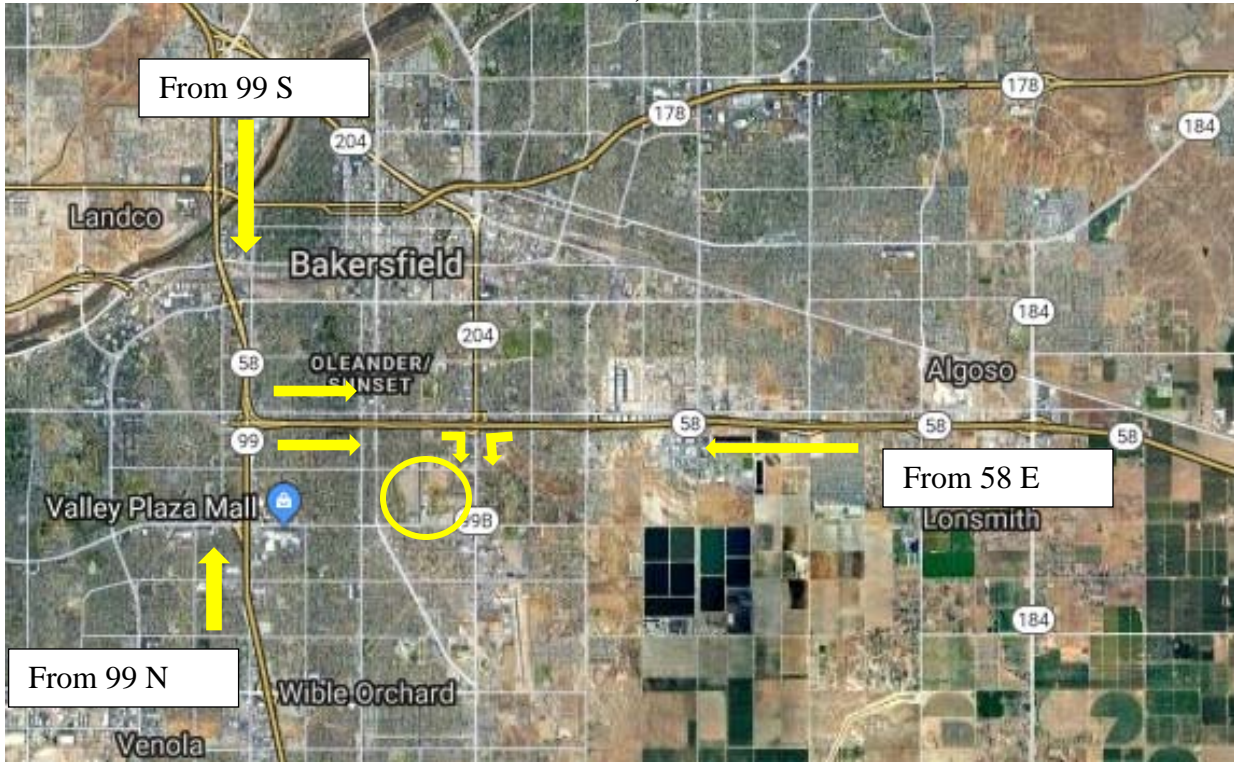 From 99 S
178
178
184
204
Landco
Bakersfield
184
204
58
OLEANDER/
SUNSET
Algoso
58
58
58
99
From 58 E
Valley Plaza Mall
99B
Lonsmith
184
From 99 N
Wible Orchard
Venola